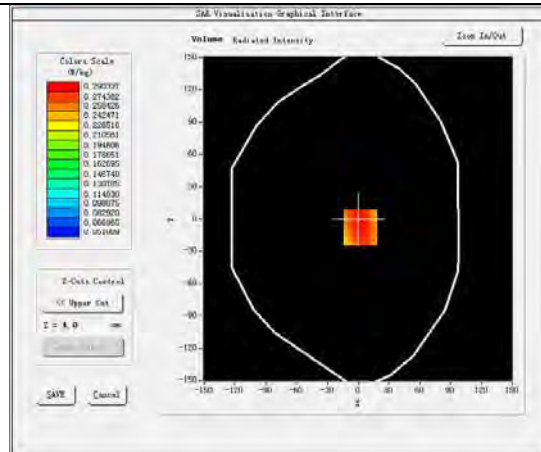 SAR Visualisation Graphical Interface
Volume Radiated Intensity
Zoom In/Out
Colors Scale
(W/kg)
0.274382
0.258426
0.242471
0.226516
0.210561
0.194606
0.178651
0.162695
0.146740
0.130785
0.114830
0.098875
0.082920
0.066965
0.051009
150
120
90
60
30
0
-30
-60
-90
-120
-150
Y
-150 -120 -90 -60 -30 0 30 60 90 120 150
X
Z-Cuts Control
<< Upper Cut
Z = 4.0 mm
SAVE
Cancel